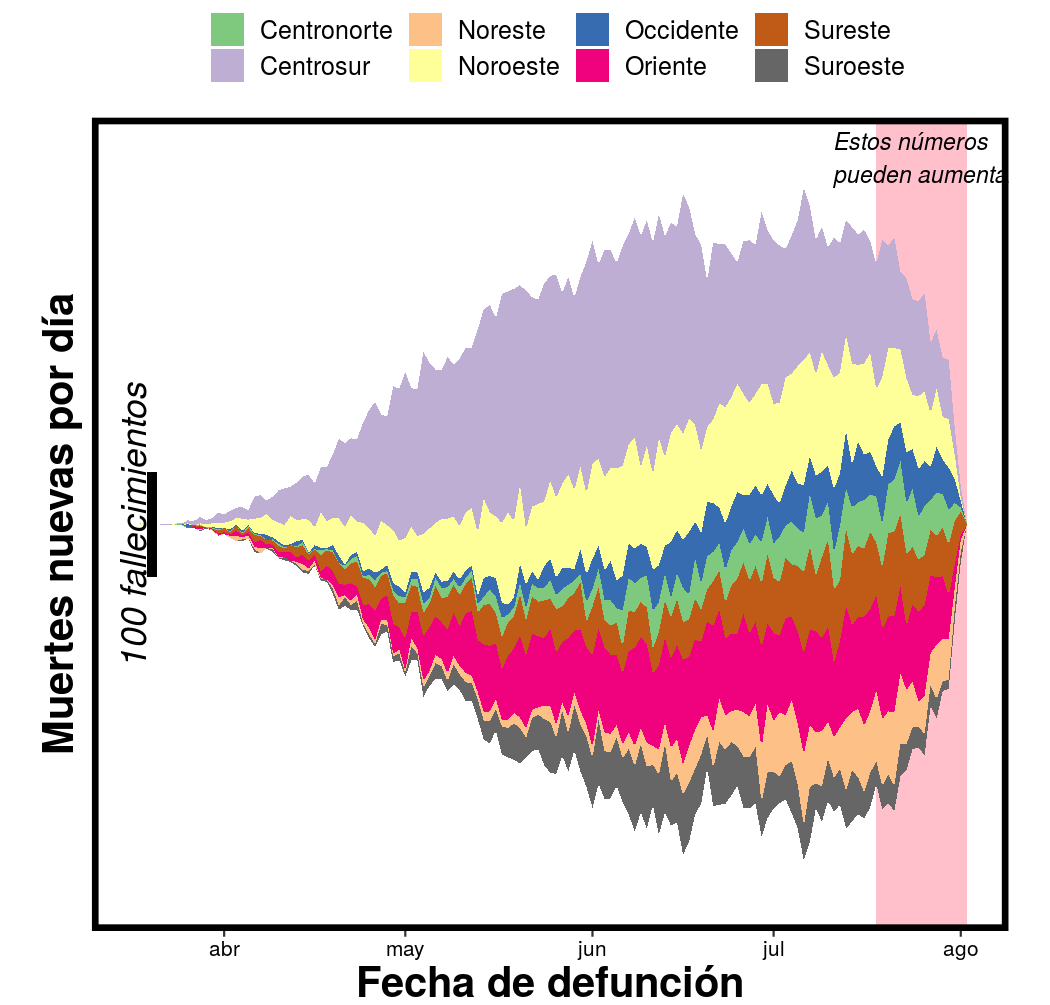 Centronorte Noreste Occidente Sureste
Centrosur Noroeste Oriente Suroeste
Estos números
pueden aumenta
Muertes nuevas por día
100 fallecimientos
abr may jun jul ago
Fecha de defunción